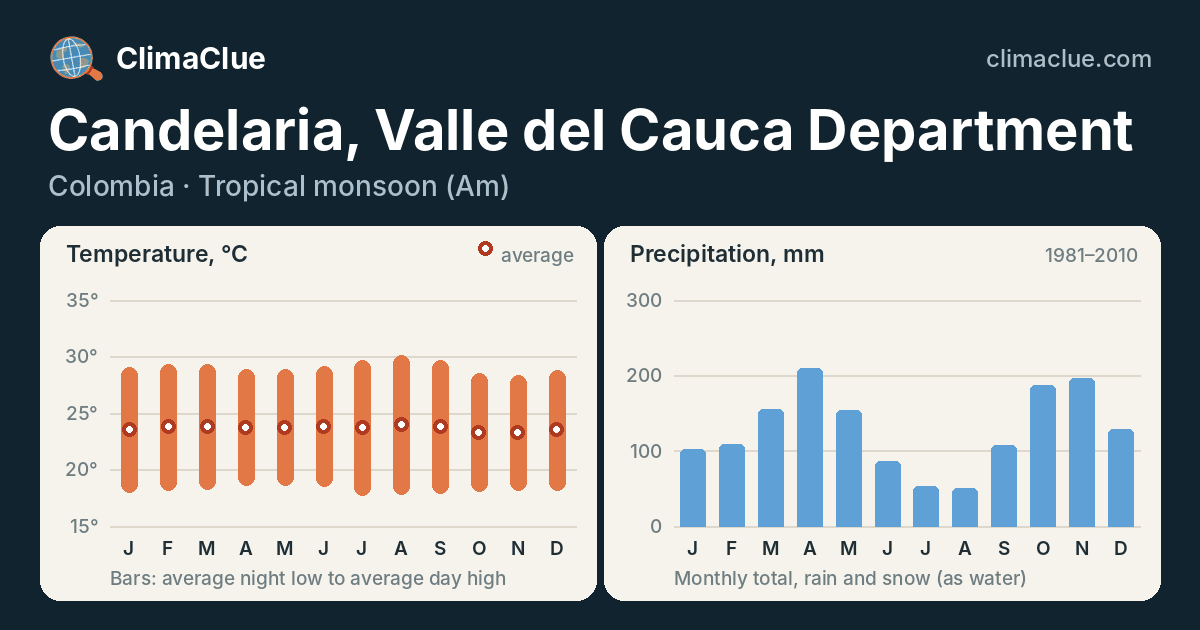 ClimaClue
climaclue.com
Candelaria, Valle del Cauca Department
Colombia · Tropical monsoon (Am)
Temperature, °C
average
35°
30°
25°
20°
15°
J F M A M J J A S O N D
Bars: average night low to average day high
Precipitation, mm
1981–2010
300
200
100
0
J F M A M J J A S O N D
Monthly total, rain and snow (as water)